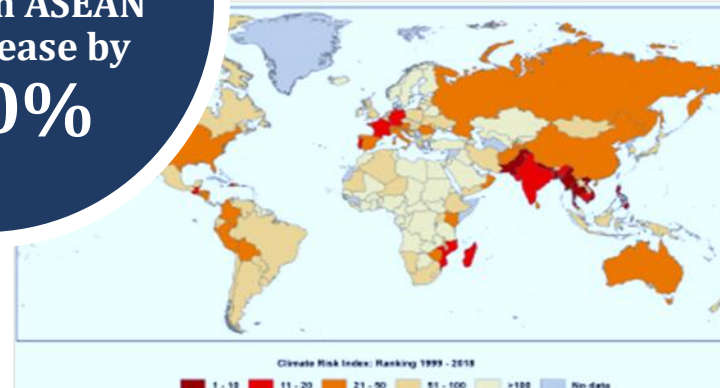 ASEAN
ease by
0%
Climate Risk Index: Ranking 1999 - 2018
1 - 10
11 - 20
21 - 50
51 - 100
>100
No data